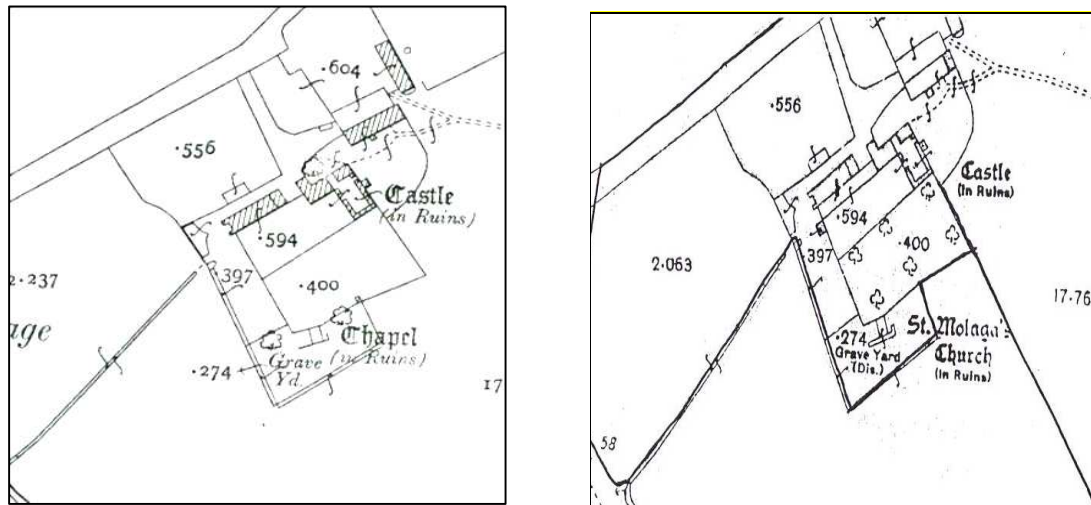 ·604
·556
Castle
(in Ruins)
·594
·397
2·237
·400
age
Chapel
(in Ruins)
Grave
Yd.
·274
17
·556
Castle
(In Ruins)
·594
·400
·397
2·063
17·76
·274
St. Molaga's
Church
(In Ruins)
Grave Yard
(Dis.)
58